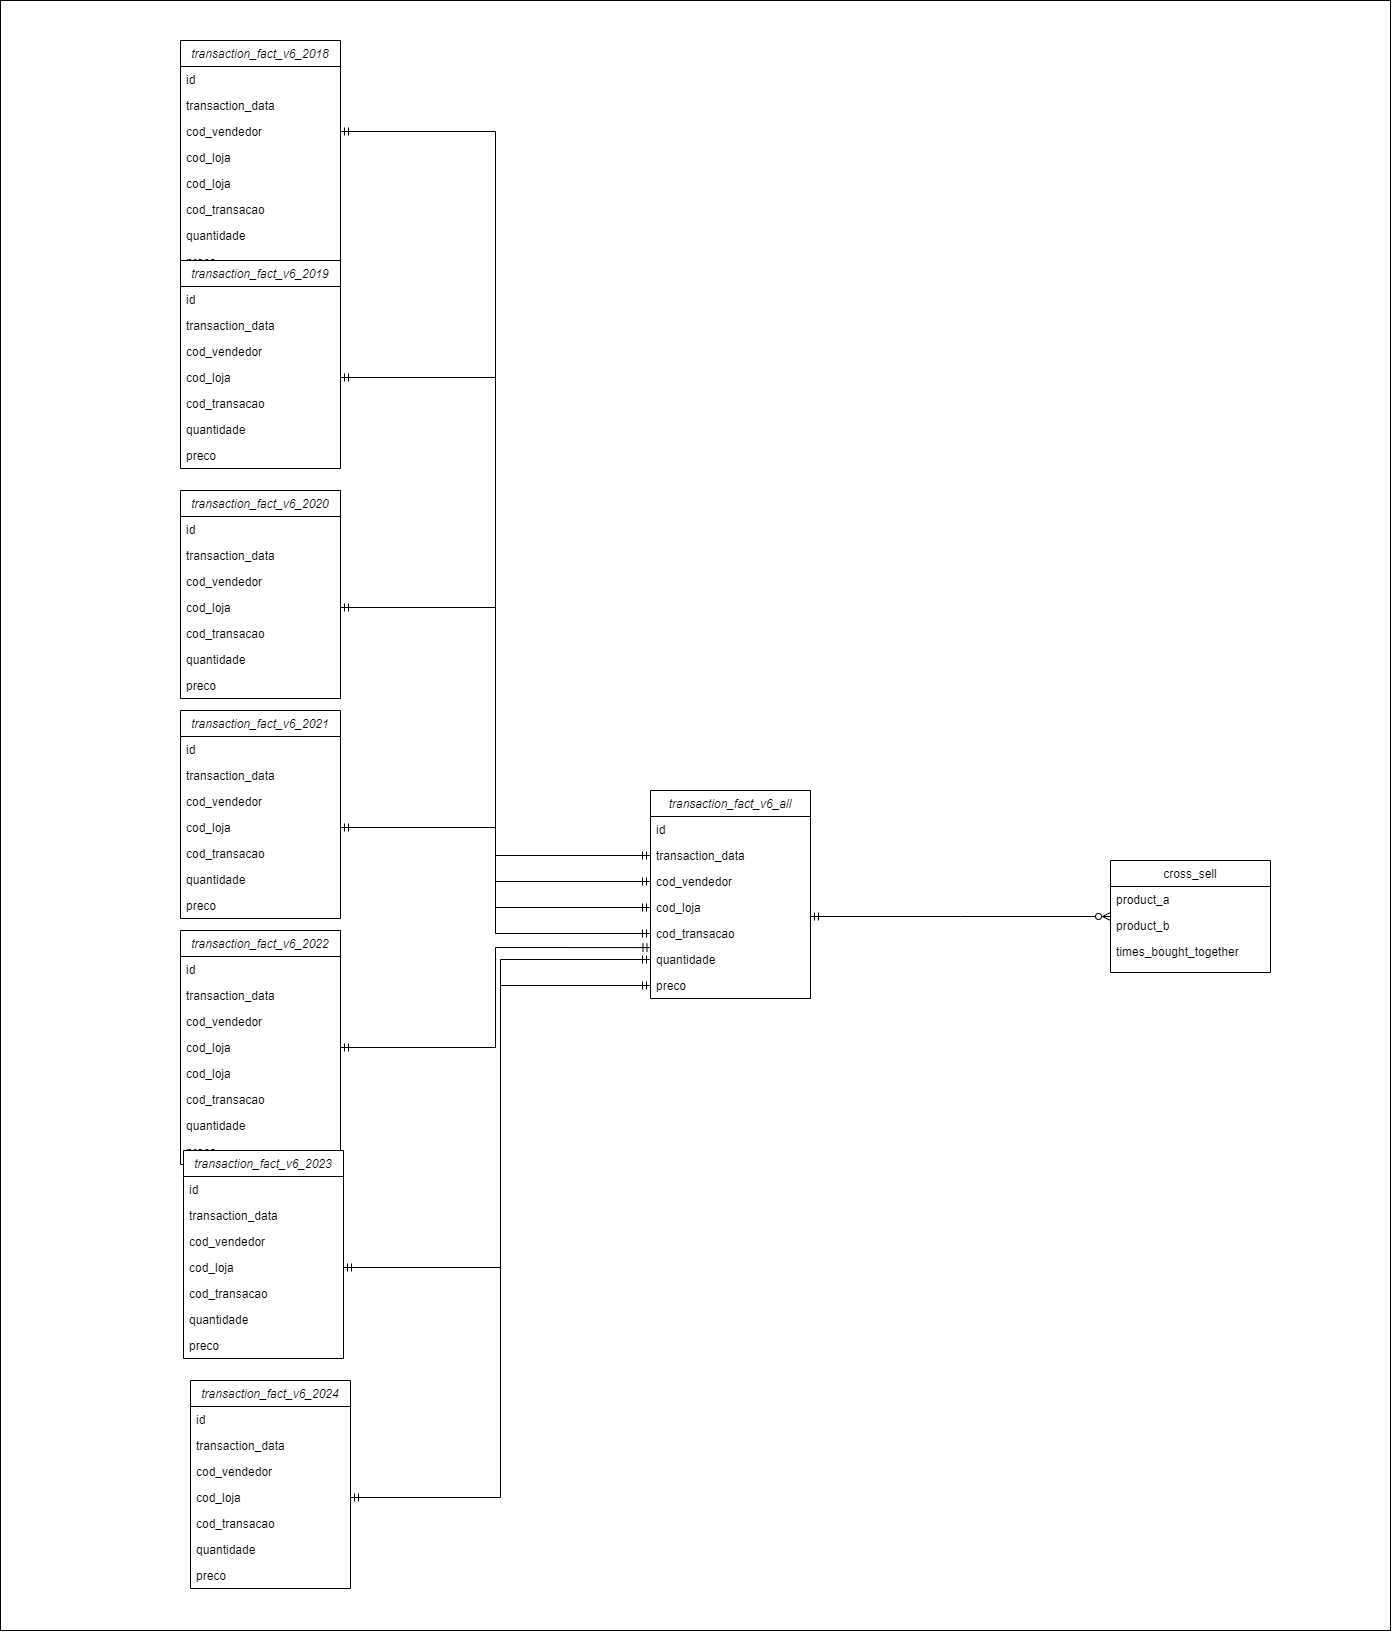 transaction_fact_v6_2018
id
transaction_data
cod_vendedor
cod_loja
cod_loja
cod_transacao
quantidade
transaction_fact_v6_2019
id
transaction_data
cod_vendedor
cod_loja
cod_transacao
quantidade
preco
transaction_fact_v6_2020
id
transaction_data
cod_vendedor
cod_loja
cod_transacao
quantidade
preco
transaction_fact_v6_2021
id
transaction_data
cod_vendedor
cod_loja
cod_transacao
quantidade
preco
transaction_fact_v6_2022
id
transaction_data
cod_vendedor
cod_loja
cod_loja
cod_transacao
quantidade
transaction_fact_v6_2023
id
transaction_data
cod_vendedor
cod_loja
cod_transacao
quantidade
preco
transaction_fact_v6_2024
id
transaction_data
cod_vendedor
cod_loja
cod_transacao
quantidade
preco
transaction_fact_v6_all
id
transaction_data
cod_vendedor
cod_loja
cod_transacao
quantidade
preco
cross_sell
product_a
product_b
times_bought_together